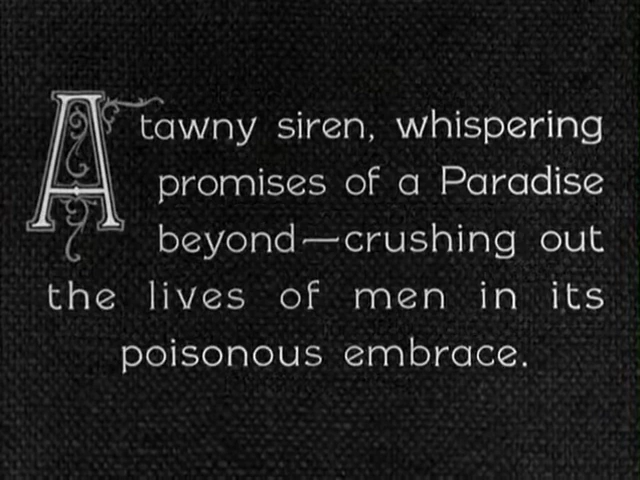 A tawny siren, whispering
promises of a Paradise
beyond—crushing out
the lives of men in its
poisonous embrace.